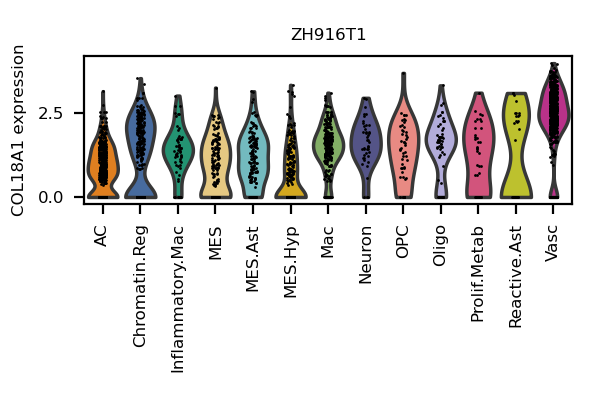 ZH916T1
COL18A1 expression
2.5
0.0
AC
Chromatin.Reg
Inflammatory.Mac
MES
MES.Ast
MES.Hyp
Mac
Neuron
OPC
Oligo
Prolif.Metab
Reactive.Ast
Vasc